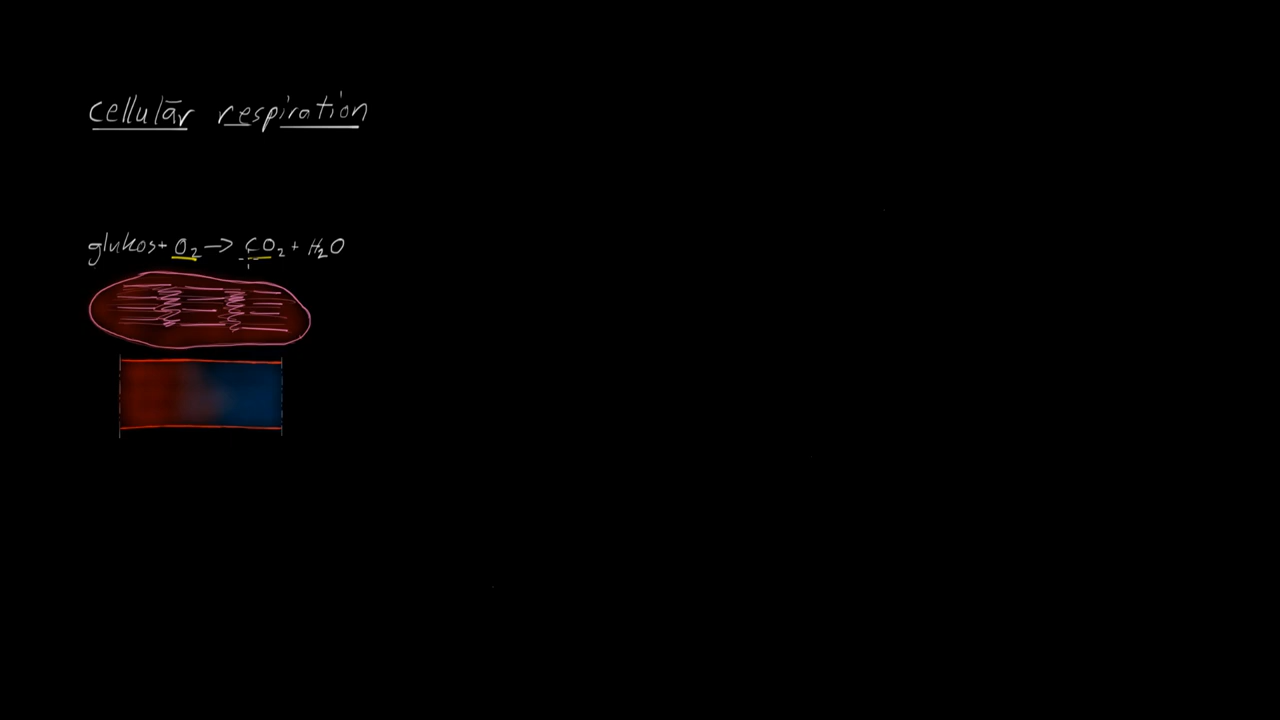 cellular respiration
glukos + O₂ → CO₂ + H₂O